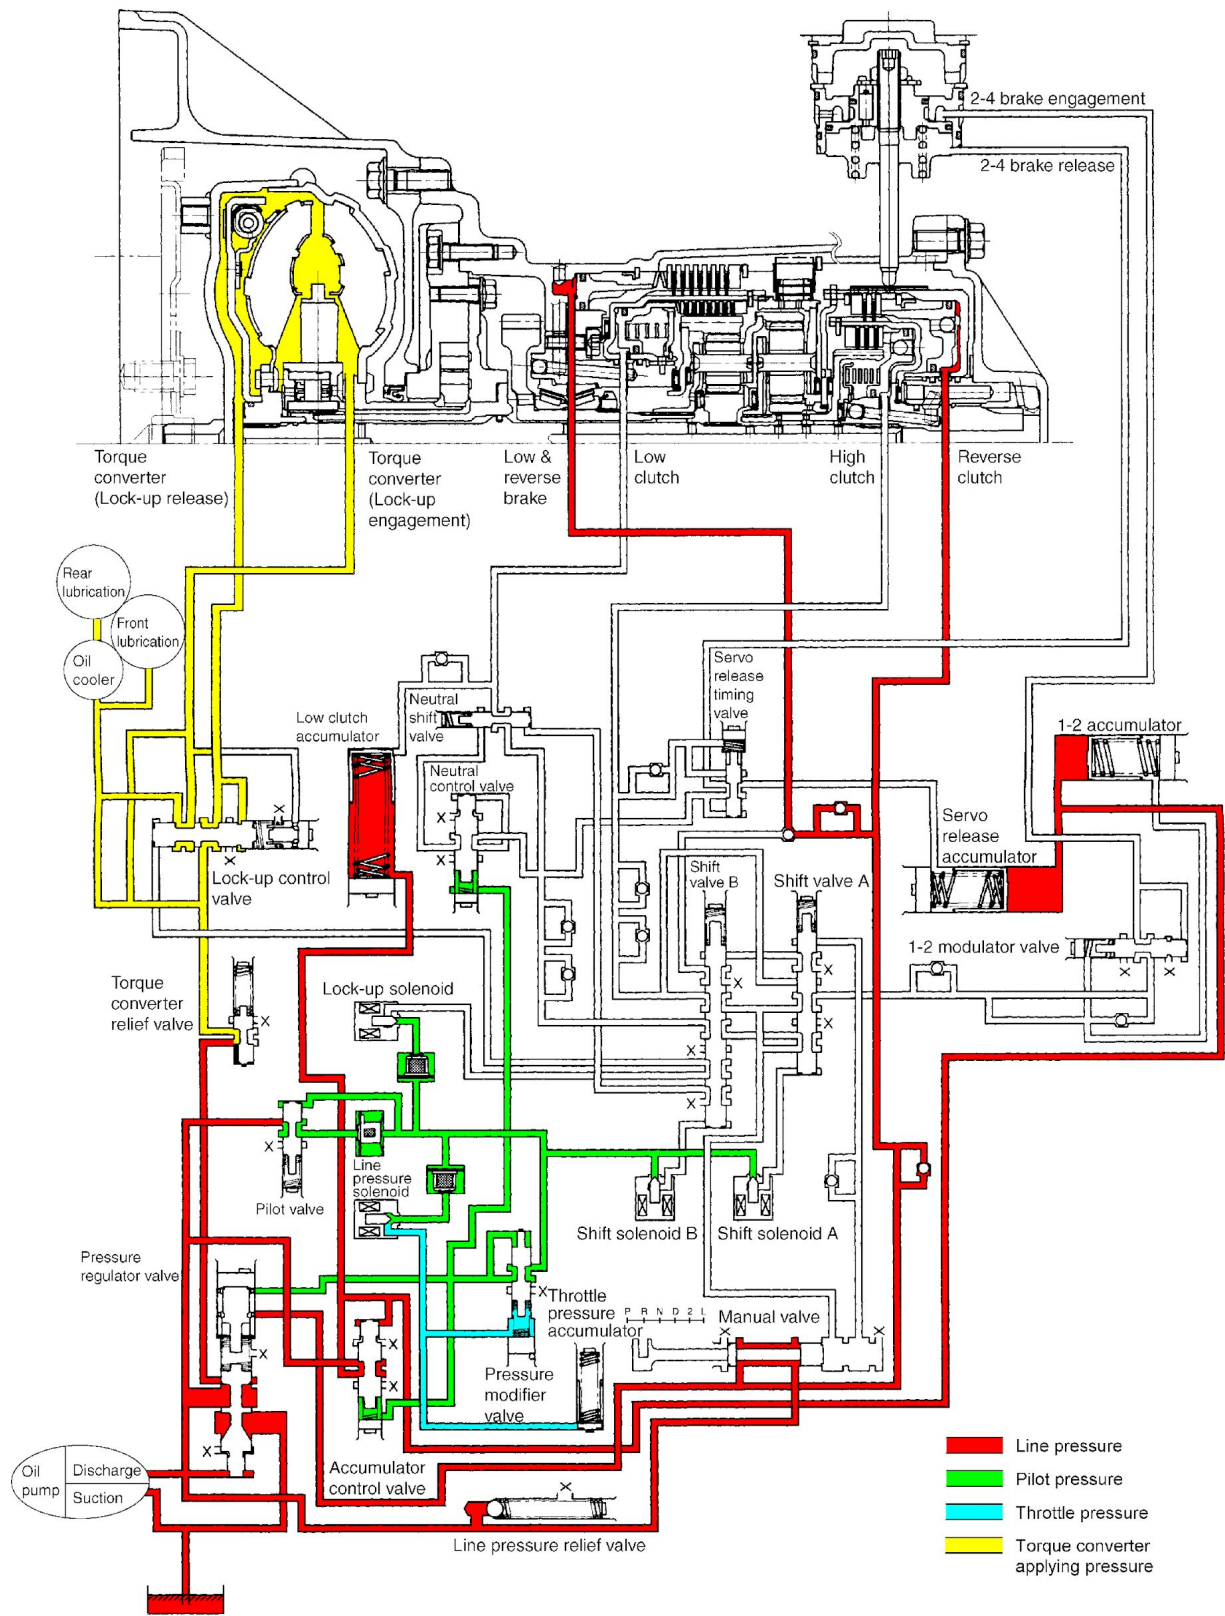 2-4 brake engagement
2-4 brake release
Torque
converter
(Lock-up release)
Torque
converter
(Lock-up
engagement)
Low &
reverse
brake
Low
clutch
High
clutch
Reverse
clutch
Rear
lubrication
Front
lubrication
Oil
cooler
Servo
release
timing
valve
Neutral
shift
valve
Low clutch
accumulator
1-2 accumulator
Neutral
control valve
Servo
release
accumulator
X
X
X
X
Lock-up control
valve
Shift
valve B
Shift valve A
1-2 modulator valve
X
X
X
X
Torque
converter
relief valve
Lock-up solenoid
X
X
X
X
X
X
Line
pressure
solenoid
Pilot valve
X
Shift solenoid B
Shift solenoid A
Pressure
regulator valve
X
Throttle
pressure
accumulator
P R N D 2 L
Manual valve
X
X
X
X
X
Pressure
modifier
valve
Line pressure
Oil
pump
Discharge
Suction
X
Accumulator
control valve
X
Pilot pressure
Throttle pressure
Line pressure relief valve
Torque converter
applying pressure